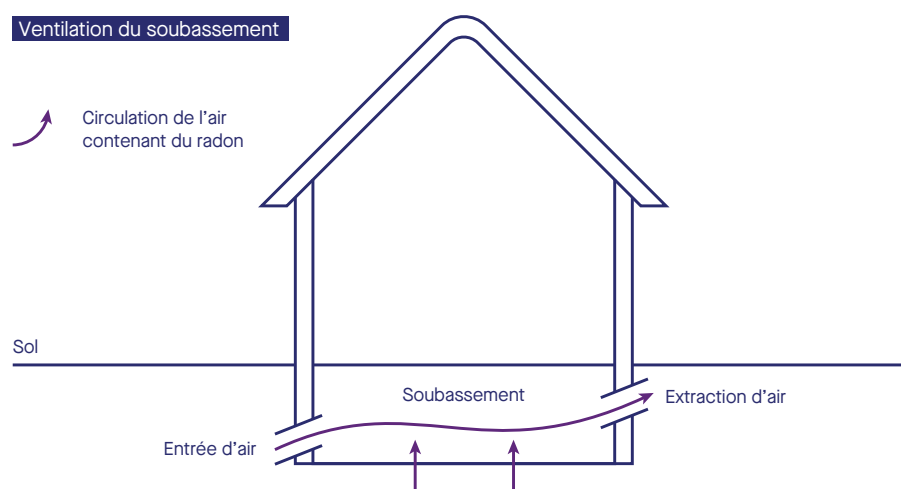 Ventilation du soubassement
Circulation de l’air
contenant du radon
Sol
Soubassement
Extraction d’air
Entrée d’air